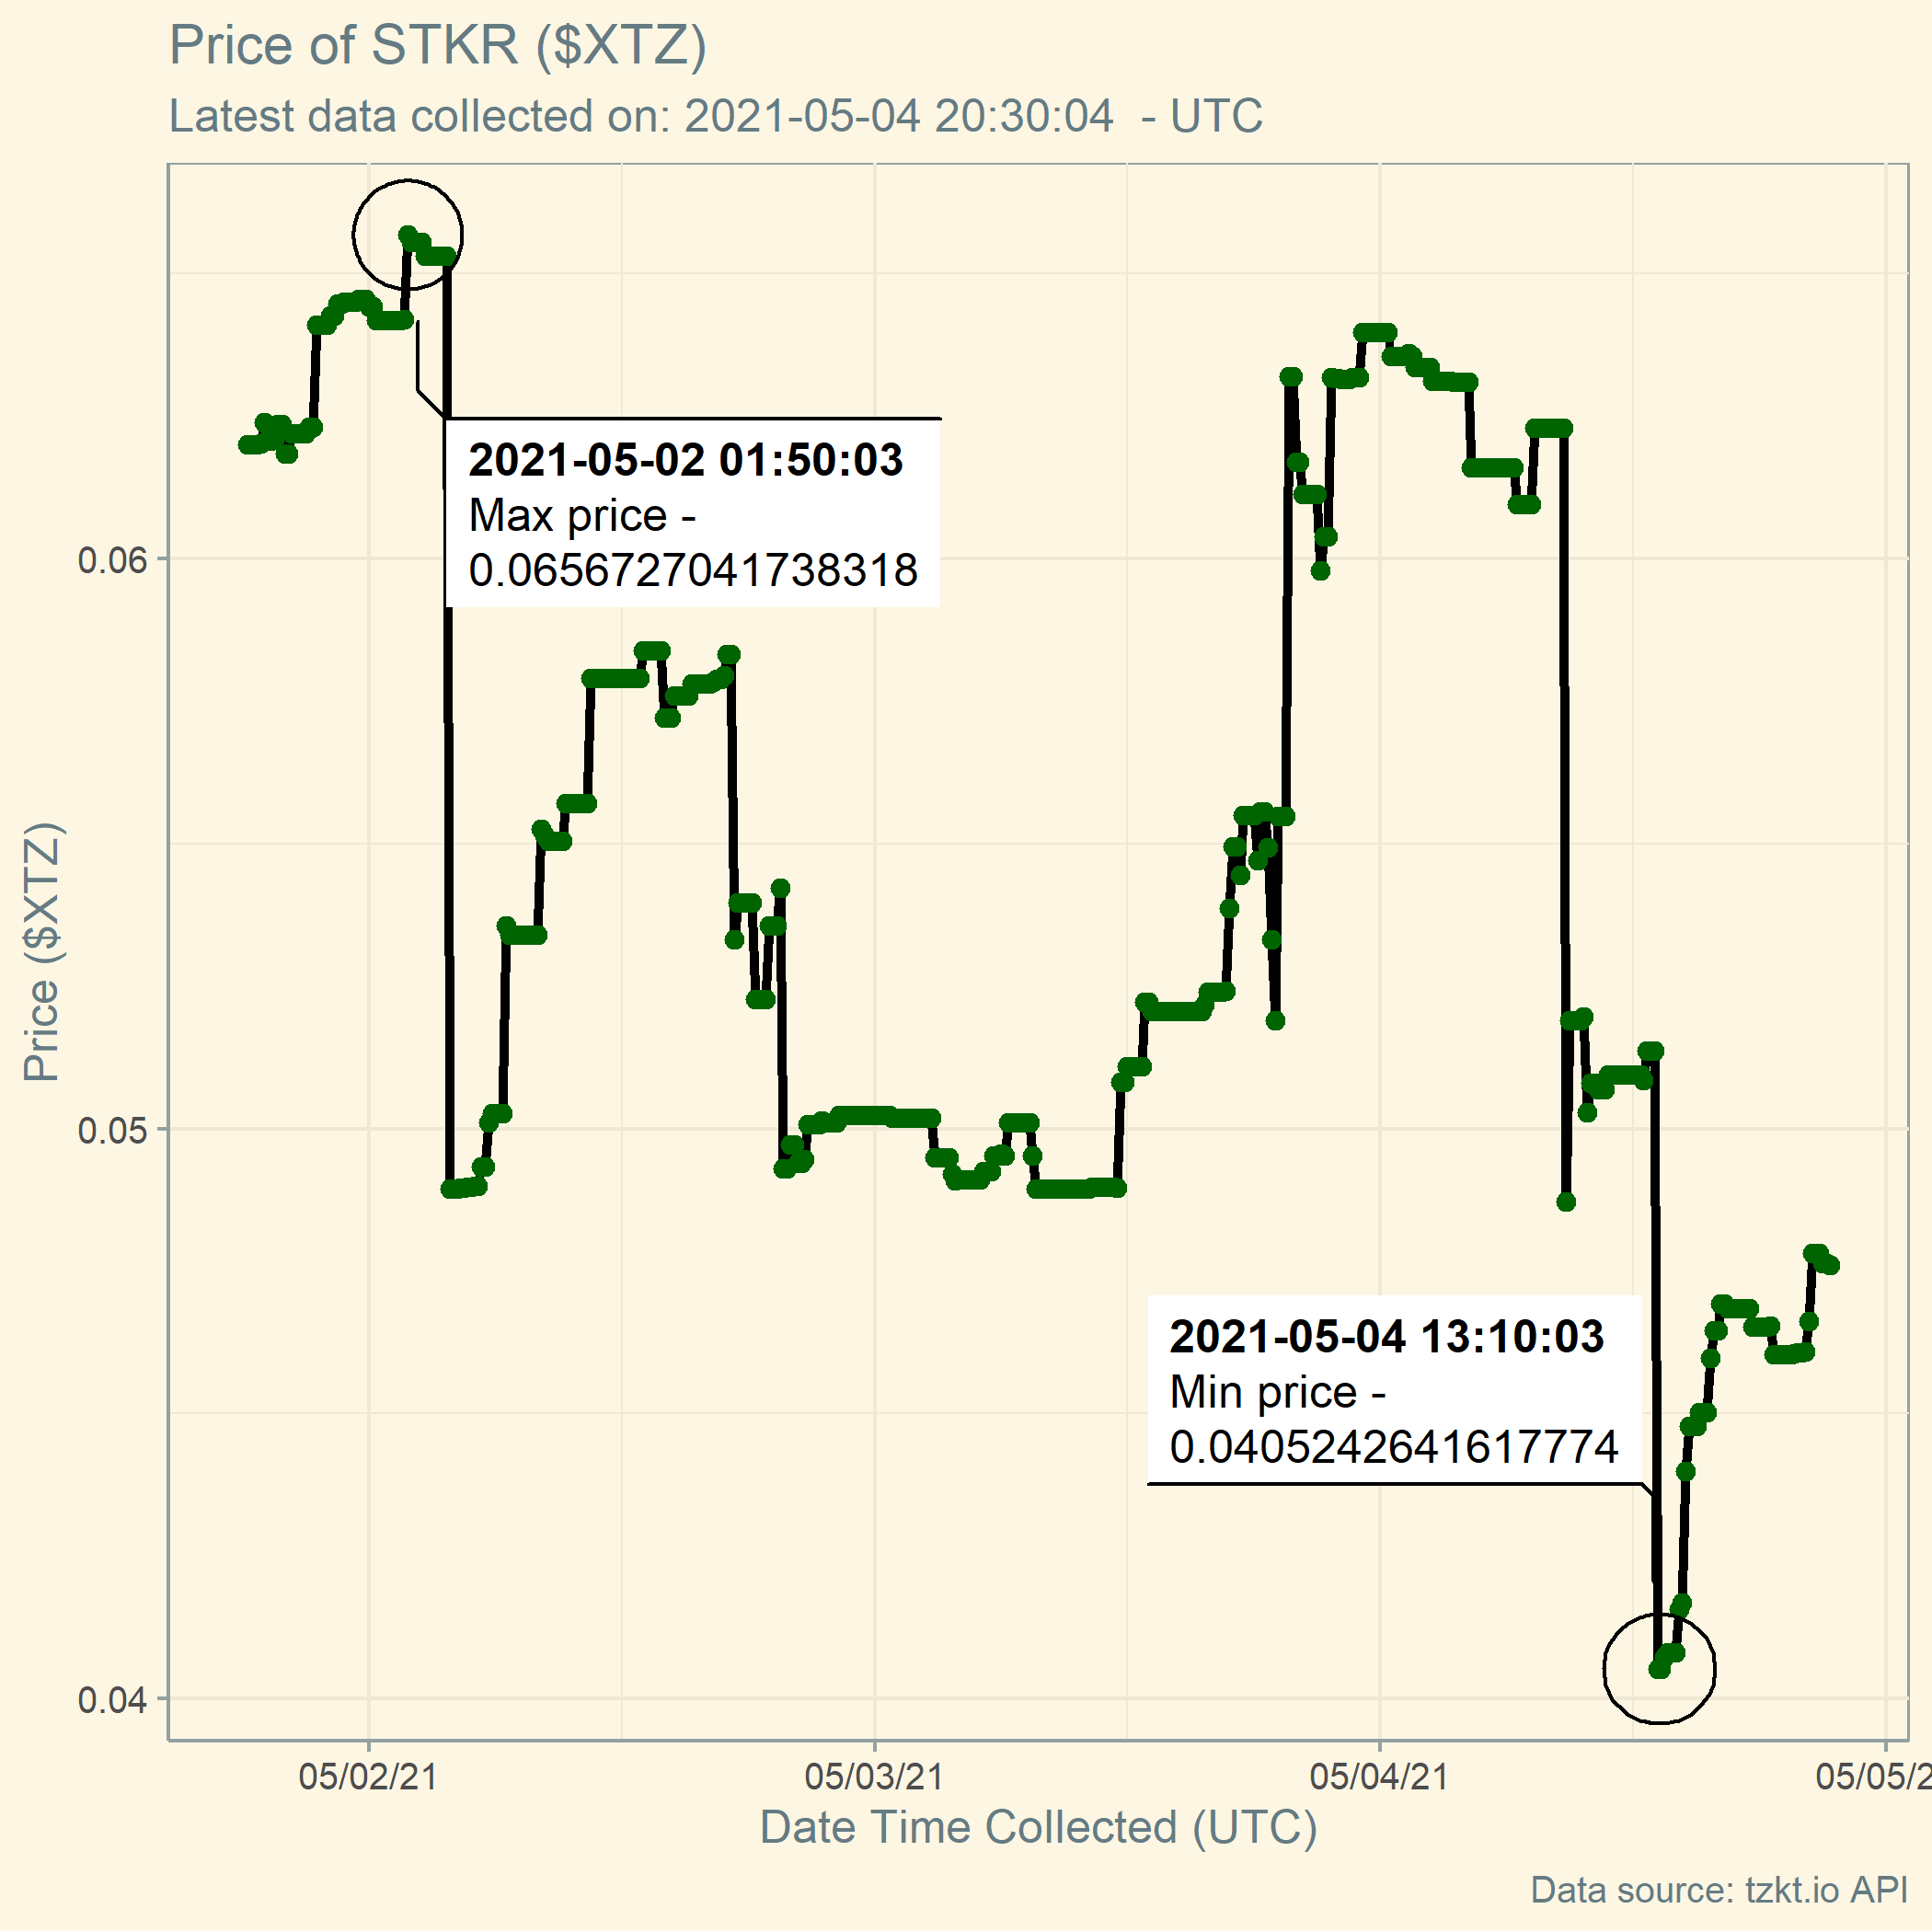 Price of STKR ($XTZ)
Latest data collected on: 2021-05-04 20:30:04  - UTC
2021-05-02 01:50:03
Max price -
0.0656727041738318
0.06
Price ($XTZ)
0.05
2021-05-04 13:10:03
Min price -
0.0405242641617774
0.04
05/02/21
05/03/21
05/04/21
05/05/2
Date Time Collected (UTC)
Data source: tzkt.io API